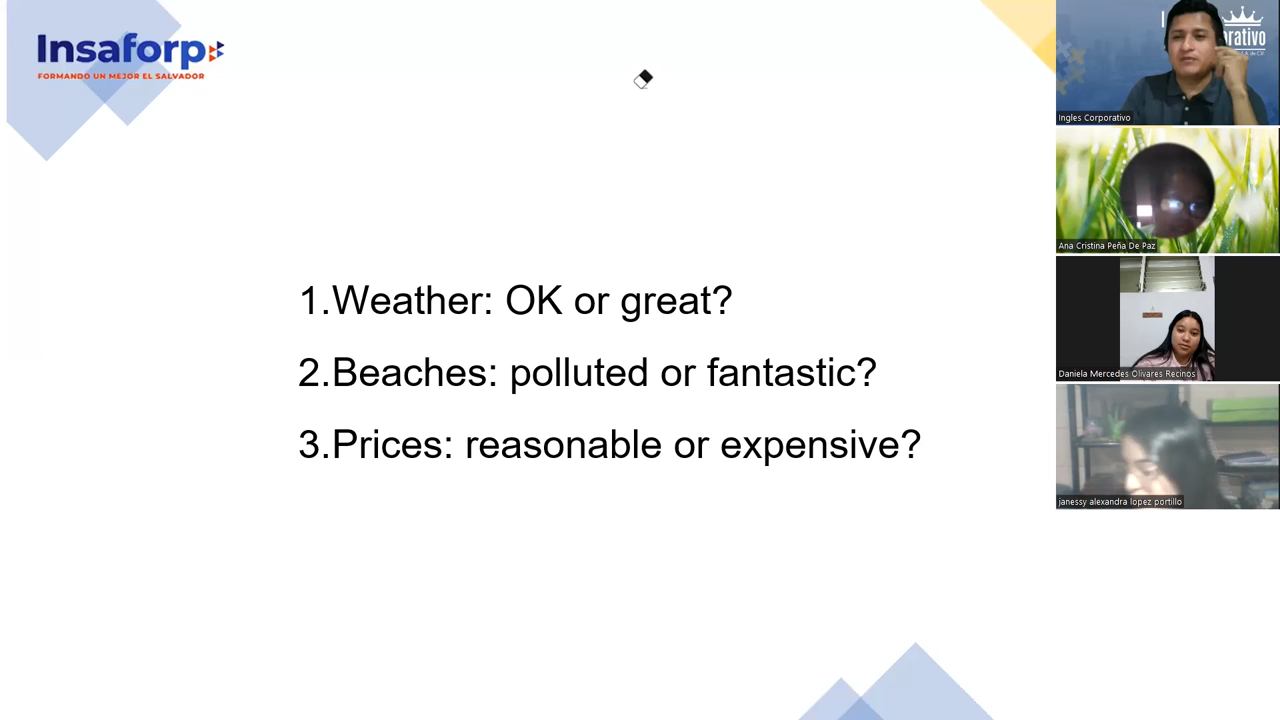 Insaforp
FORMANDO UN MEJOR EL SALVADOR
1.Weather: OK or great?
2.Beaches: polluted or fantastic?
3.Prices: reasonable or expensive?
Ingles Corporativo
Ana Cristina Peña De Paz
Daniela Mercedes Olivares Recinos
janessy alexandra lopez portillo